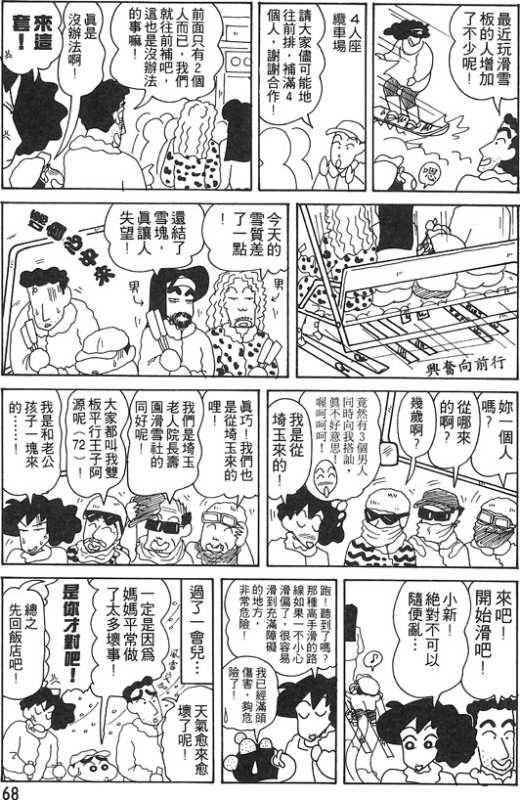 最近玩滑雪
板的人增加
了不少呢！
嗯
4人座
纜車場
請大家儘可能地
往前排，補滿4
個人，謝謝合作！
前面只有2個
人而已，我們
就往前補吧，
這也是沒辦法
的事嘛！
真是
沒辦法啊！
來這
套！
興奮向前行
今天的
雪質差
了一點
男
還結了
雪塊，
真讓人
失望！
男
妳一個人
嗎？
從哪來
的啊？
幾歲啊？
竟然有3個男人
同時向我搭訕，
真不好意思！
喔呵呵呵！
我是從
埼玉來的！
真巧！我們也
是從埼玉來的
哩！
我們是埼玉
老人院長壽
團滑雪社的
同好呢！
大家都叫我雙
板平行王子阿
源呢（72）！
我是和老公
孩子一塊來
的……！
來吧！
開始滑吧！
小新！
絕對不可以
隨便亂…
跑！聽到了嗎？
那種高手滑的路
線如果一不小心
滑偏了，很容易
滑到充滿障礙
的地方，
非常危險！
我已經滿頭
傷害，夠危
險了！
過了一會兒…
風雪
天氣愈來愈
壞了呢！
一定是因為
媽媽平常做
了太多壞事！
是你才對吧！
總之，
先回飯店吧！
68